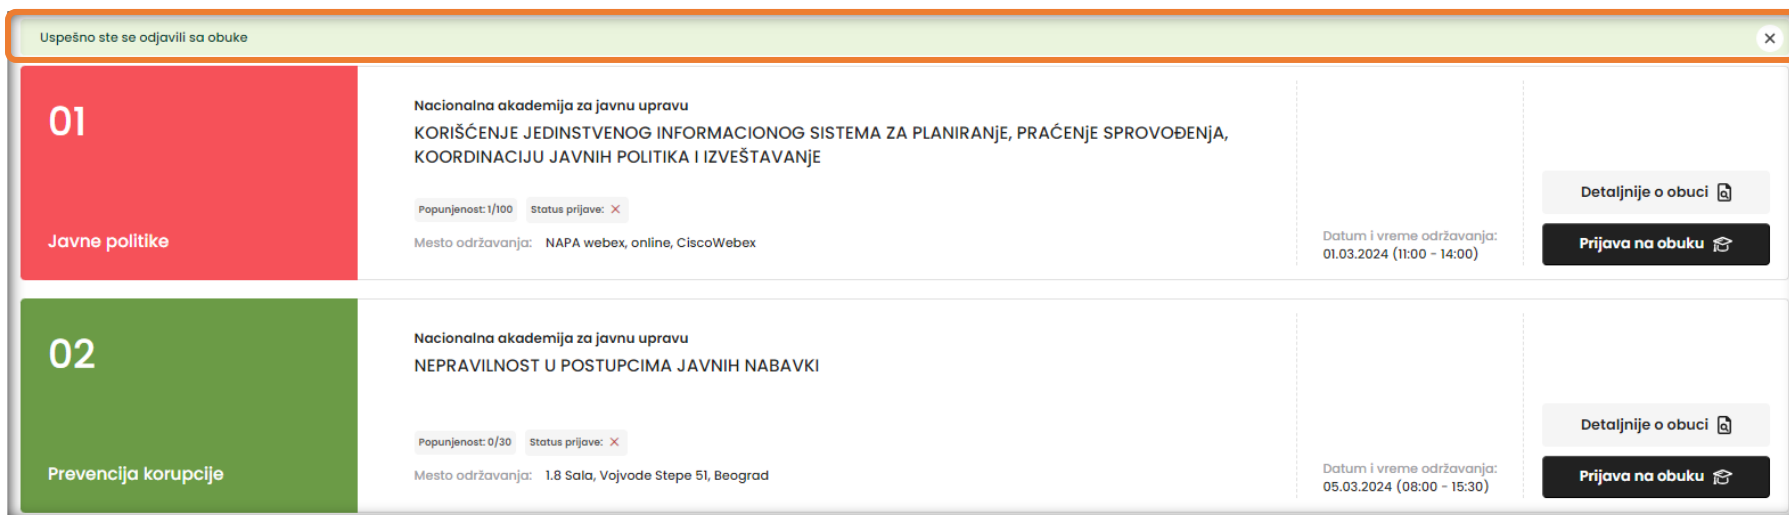 Uspešno ste se odjavili sa obuke
01
Javne politike
Nacionalna akademija za javnu upravu
KORIŠĆENJE JEDINSTVENOG INFORMACIONOG SISTEMA ZA PLANIRANjE, PRAĆENjE SPROVOĐENjA,
KOORDINACIJU JAVNIH POLITIKA I IZVEŠTAVANjE
Popunjenost: 1/100 Status prijave:
Mesto održavanja: NAPA webex, online, CiscoWebex
Datum i vreme održavanja:
01.03.2024 (11:00 - 14:00)
Detaljnije o obuci
Prijava na obuku
02
Prevencija korupcije
Nacionalna akademija za javnu upravu
NEPRAVILNOST U POSTUPCIMA JAVNIH NABAVKI
Popunjenost: 0/30 Status prijave:
Mesto održavanja: 1.8 Sala, Vojvode Stepe 51, Beograd
Datum i vreme održavanja:
05.03.2024 (08:00 - 15:30)
Detaljnije o obuci
Prijava na obuku